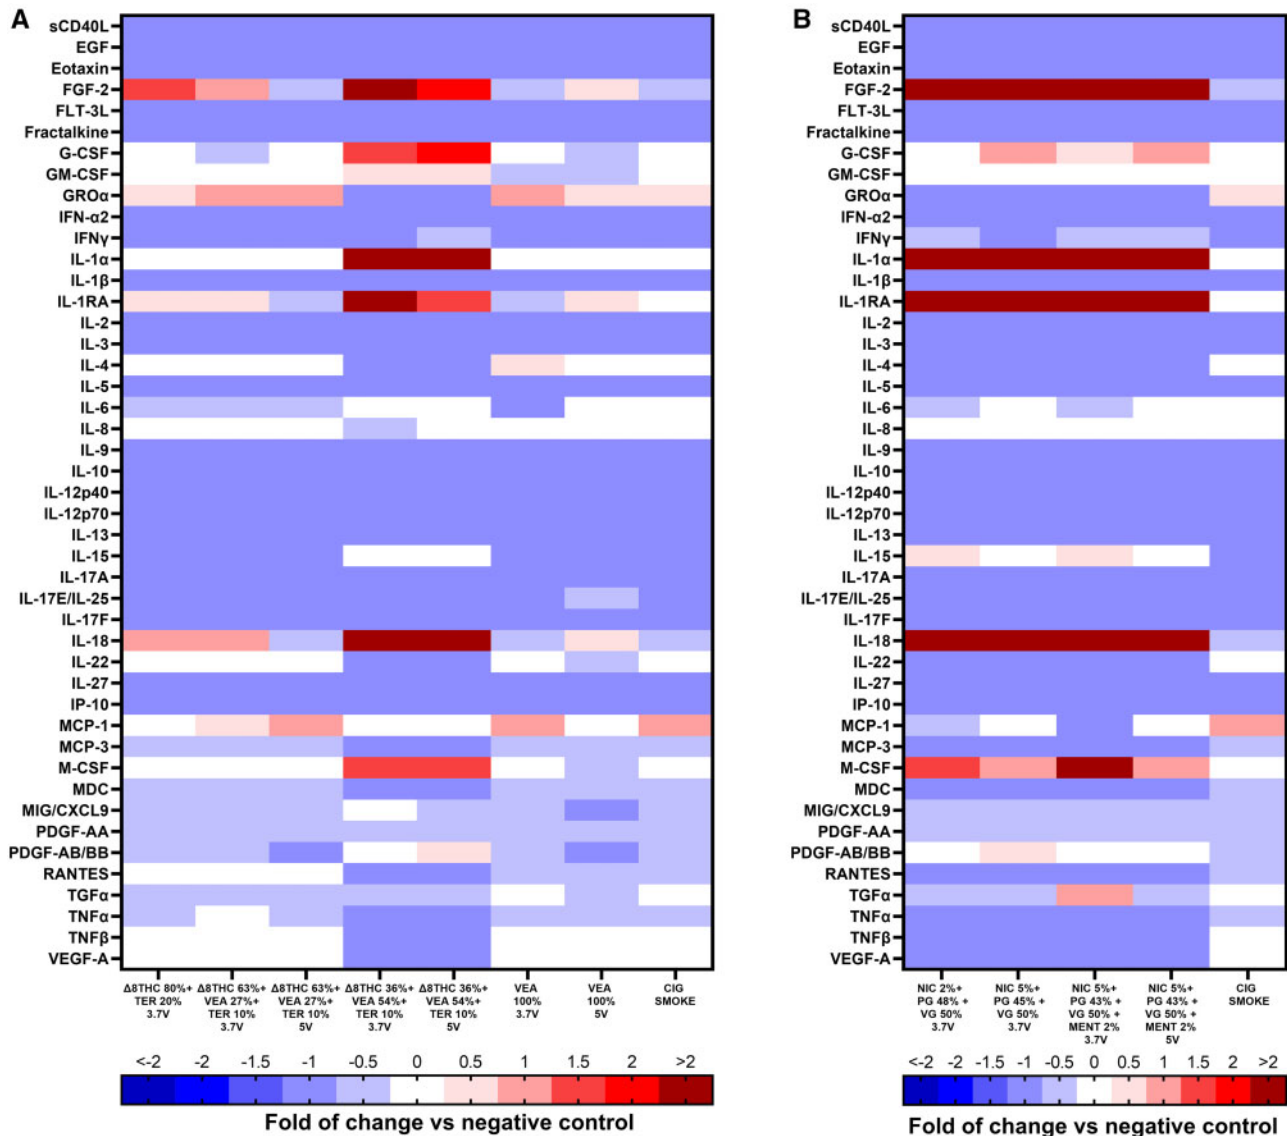 A
sCD40L
EGF
Eotaxin
FGF-2
FLT-3L
Fractalkine
G-CSF
GM-CSF
GROα
IFN-α2
IFNγ
IL-1α
IL-1β
IL-1RA
IL-2
IL-3
IL-4
IL-5
IL-6
IL-8
IL-9
IL-10
IL-12p40
IL-12p70
IL-13
IL-15
IL-17A
IL-17E/IL-25
IL-17F
IL-18
IL-22
IL-27
IP-10
MCP-1
MCP-3
M-CSF
MDC
MIG/CXCL9
PDGF-AA
PDGF-AB/BB
RANTES
TGFα
TNFα
TNFβ
VEGF-A
Δ8THC 80%+
TER 20%
3.7V
Δ8THC 63%+
VEA 27%+
TER 10%
3.7V
Δ8THC 63%+
VEA 27%+
TER 10%
5V
Δ8THC 36%+
VEA 54%+
TER 10%
3.7V
Δ8THC 36%+
VEA 54%+
TER 10%
5V
VEA
100%
3.7V
VEA
100%
5V
CIG
SMOKE
<-2 -2 -1.5 -1 -0.5 0 0.5 1 1.5 2 >2
Fold of change vs negative control
B
sCD40L
EGF
Eotaxin
FGF-2
FLT-3L
Fractalkine
G-CSF
GM-CSF
GROα
IFN-α2
IFNγ
IL-1α
IL-1β
IL-1RA
IL-2
IL-3
IL-4
IL-5
IL-6
IL-8
IL-9
IL-10
IL-12p40
IL-12p70
IL-13
IL-15
IL-17A
IL-17E/IL-25
IL-17F
IL-18
IL-22
IL-27
IP-10
MCP-1
MCP-3
M-CSF
MDC
MIG/CXCL9
PDGF-AA
PDGF-AB/BB
RANTES
TGFα
TNFα
TNFβ
VEGF-A
NIC 2%+
PG 48% +
VG 50%
3.7V
NIC 5%+
PG 45% +
VG 50%
3.7V
NIC 5%+
PG 43% +
VG 50% +
MENT 2%
3.7V
NIC 5%+
PG 43% +
VG 50% +
MENT 2%
5V
CIG
SMOKE
<-2 -2 -1.5 -1 -0.5 0 0.5 1 1.5 2 >2
Fold of change vs negative control